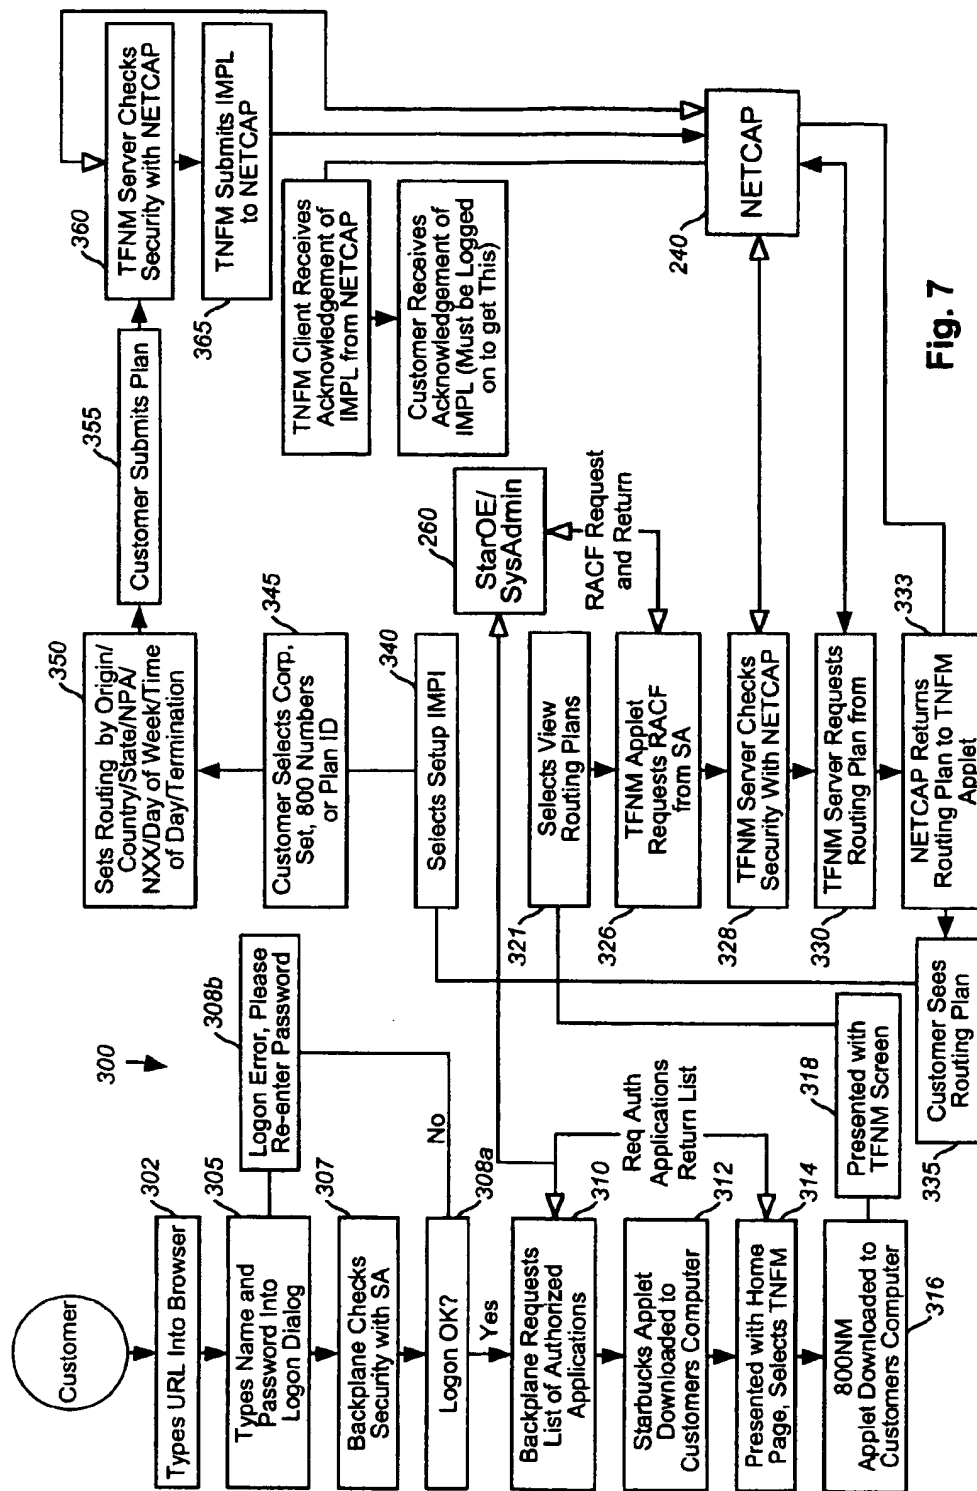 300
Customer
302
Types URL Into Browser
305
Types Name and
Password Into
Logon Dialog
308b
Logon Error, Please
Re-enter Password
307
Backplane Checks
Security with SA
No
308a
Logon OK?
Yes
310
Backplane Requests
List of Authorized
Applications
Req Auth
Applications
Return List
312
Starbucks Applet
Downloaded to
Customers Computer
314
Presented with Home
Page, Selects TNFM
316
800NM
Applet Downloaded to
Customers Computer
318
Presented with
TFNM Screen
321
Selects View
Routing Plans
260
StarOE/
SysAdmin
RACF Request
and Return
326
TFNM Applet
Requests RACF
from SA
328
TFNM Server Checks
Security With NETCAP
330
TFNM Server Requests
Routing Plan from
333
NETCAP Returns
Routing Plan to TNFM
Applet
335
Customer Sees
Routing Plan
340
Selects Setup IMPI
345
Customer Selects Corp,
Set, 800 Numbers
or Plan ID
350
Sets Routing by Origin/
Country/State/NPA/
NXX/Day of Week/Time
of Day/Termination
355
Customer Submits Plan
360
TFNM Server Checks
Security with NETCAP
365
TNFM Submits IMPL
to NETCAP
TNFM Client Receives
Acknowledgement of
IMPL from NETCAP
Customer Receives
Acknowledgement of
IMPL (Must be Logged
on to get This)
240
NETCAP
Fig. 7